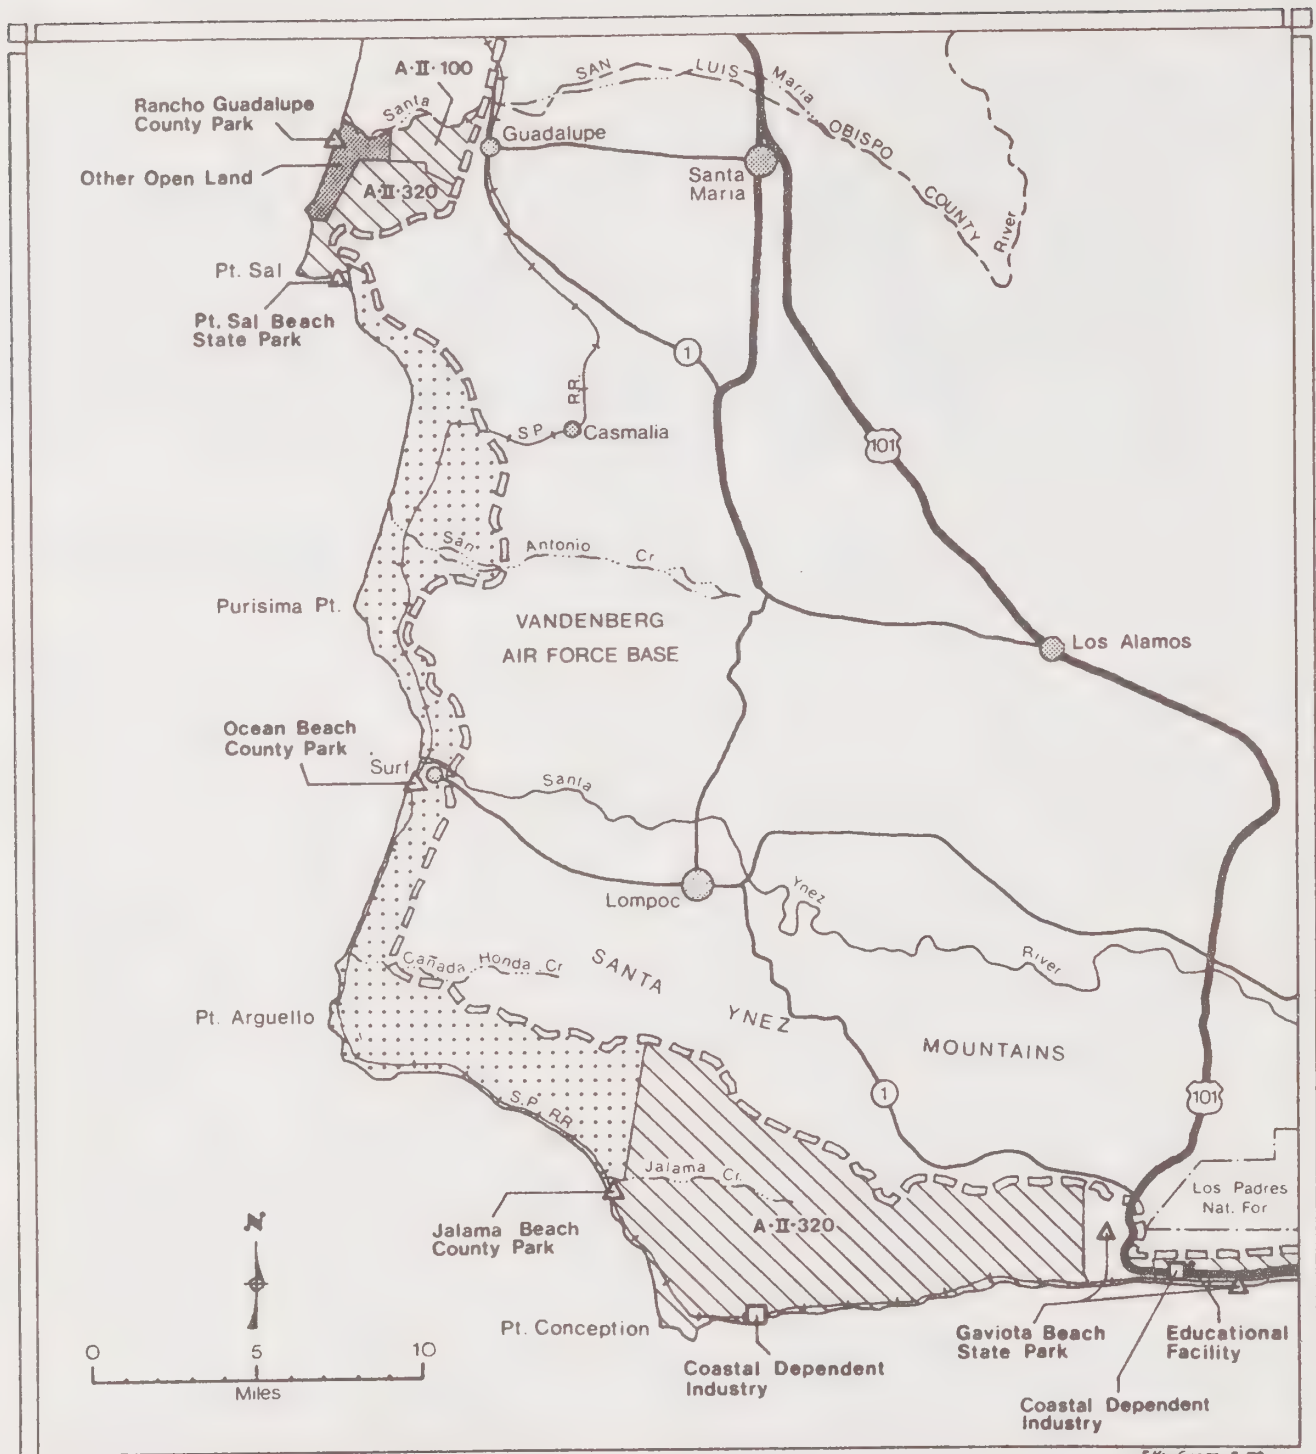 A·II·100
SAN LUIS OBISPO COUNTY
Maria
River
Santa
Rancho Guadalupe
County Park
Guadalupe
Santa
Maria
Other Open Land
A·II·320
Pt. Sal
Pt. Sal Beach
State Park
1
S P R.R.
Casmalia
101
San Antonio Cr
Purisima Pt.
VANDENBERG
AIR FORCE BASE
Los Alamos
Ocean Beach
County Park
Surf
Santa Ynez River
Lompoc
SANTA YNEZ MOUNTAINS
Cañada Honda Cr
Pt. Arguello
1
101
S.P R.R.
Jalama Cr.
Los Padres
Nat. For
N
Jalama Beach
County Park
A·II·320
Pt. Conception
0 5 10
Miles
Coastal Dependent
Industry
Gaviota Beach
State Park
Educational
Facility
Coastal Dependent
Industry